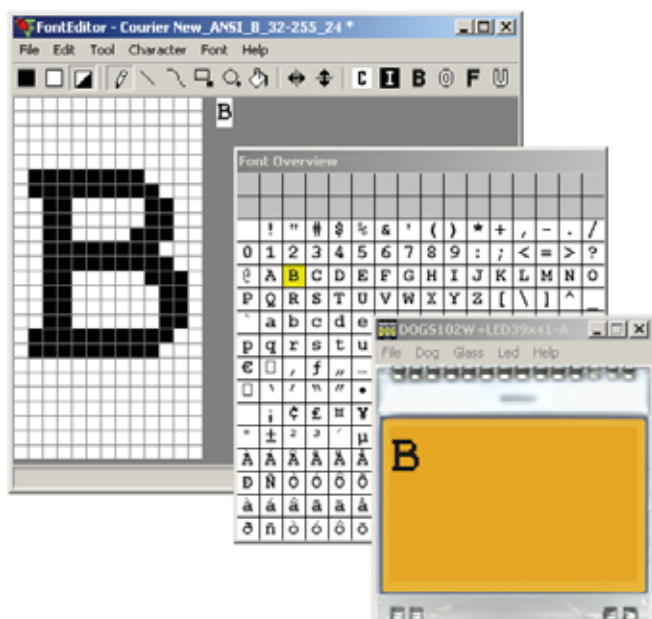 FontEditor - Courier New_ANSI_B_32-255_24 *
File Edit Tool Character Font Help
C I B O F U
B
Font Overview
! " # $ % & ' ( ) * + , - . /
0 1 2 3 4 5 6 7 8 9 : ; < = > ?
@ A B C D E F G H I J K L M N O
P Q R S T U V W X Y Z [ \ ] ^ _
` a b c d e
p q r s t u
€ ƒ
¡ ¢ £ ¤ ¥
° ± ² ³ ´ µ
À Á Â Ã Ä Å
Ð Ñ Ò Ó Ô Õ
à á â ã ä å
ð ñ ò ó ô õ
DOGS102W+LED39x41-A
File Dog Glass Led Help
B